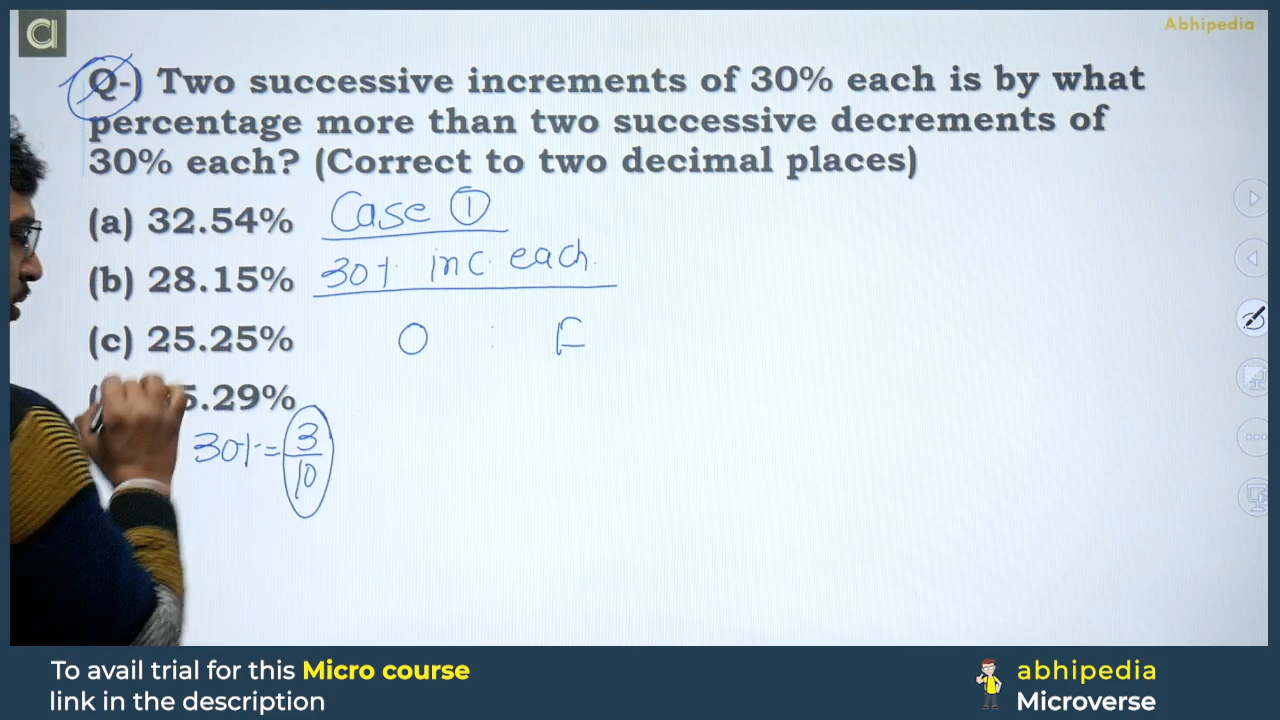 Abhipedia
Q-) Two successive increments of 30% each is by what
percentage more than two successive decrements of
30% each? (Correct to two decimal places)
(a) 32.54%
Case 1
(b) 28.15%
30% inc. each.
(c) 25.25%
O : F
5.29%
30% = 3/10
To avail trial for this Micro course
link in the description
abhipedia
Microverse